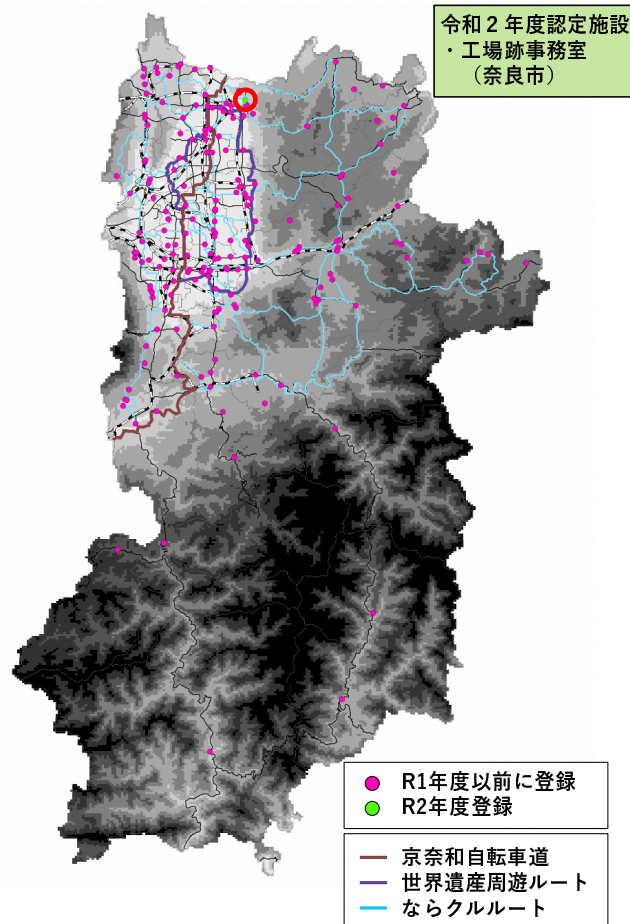 令和２年度認定施設
・工場跡事務室
（奈良市）
R1年度以前に登録
R2年度登録
京奈和自転車道
世界遺産周遊ルート
ならクルルート